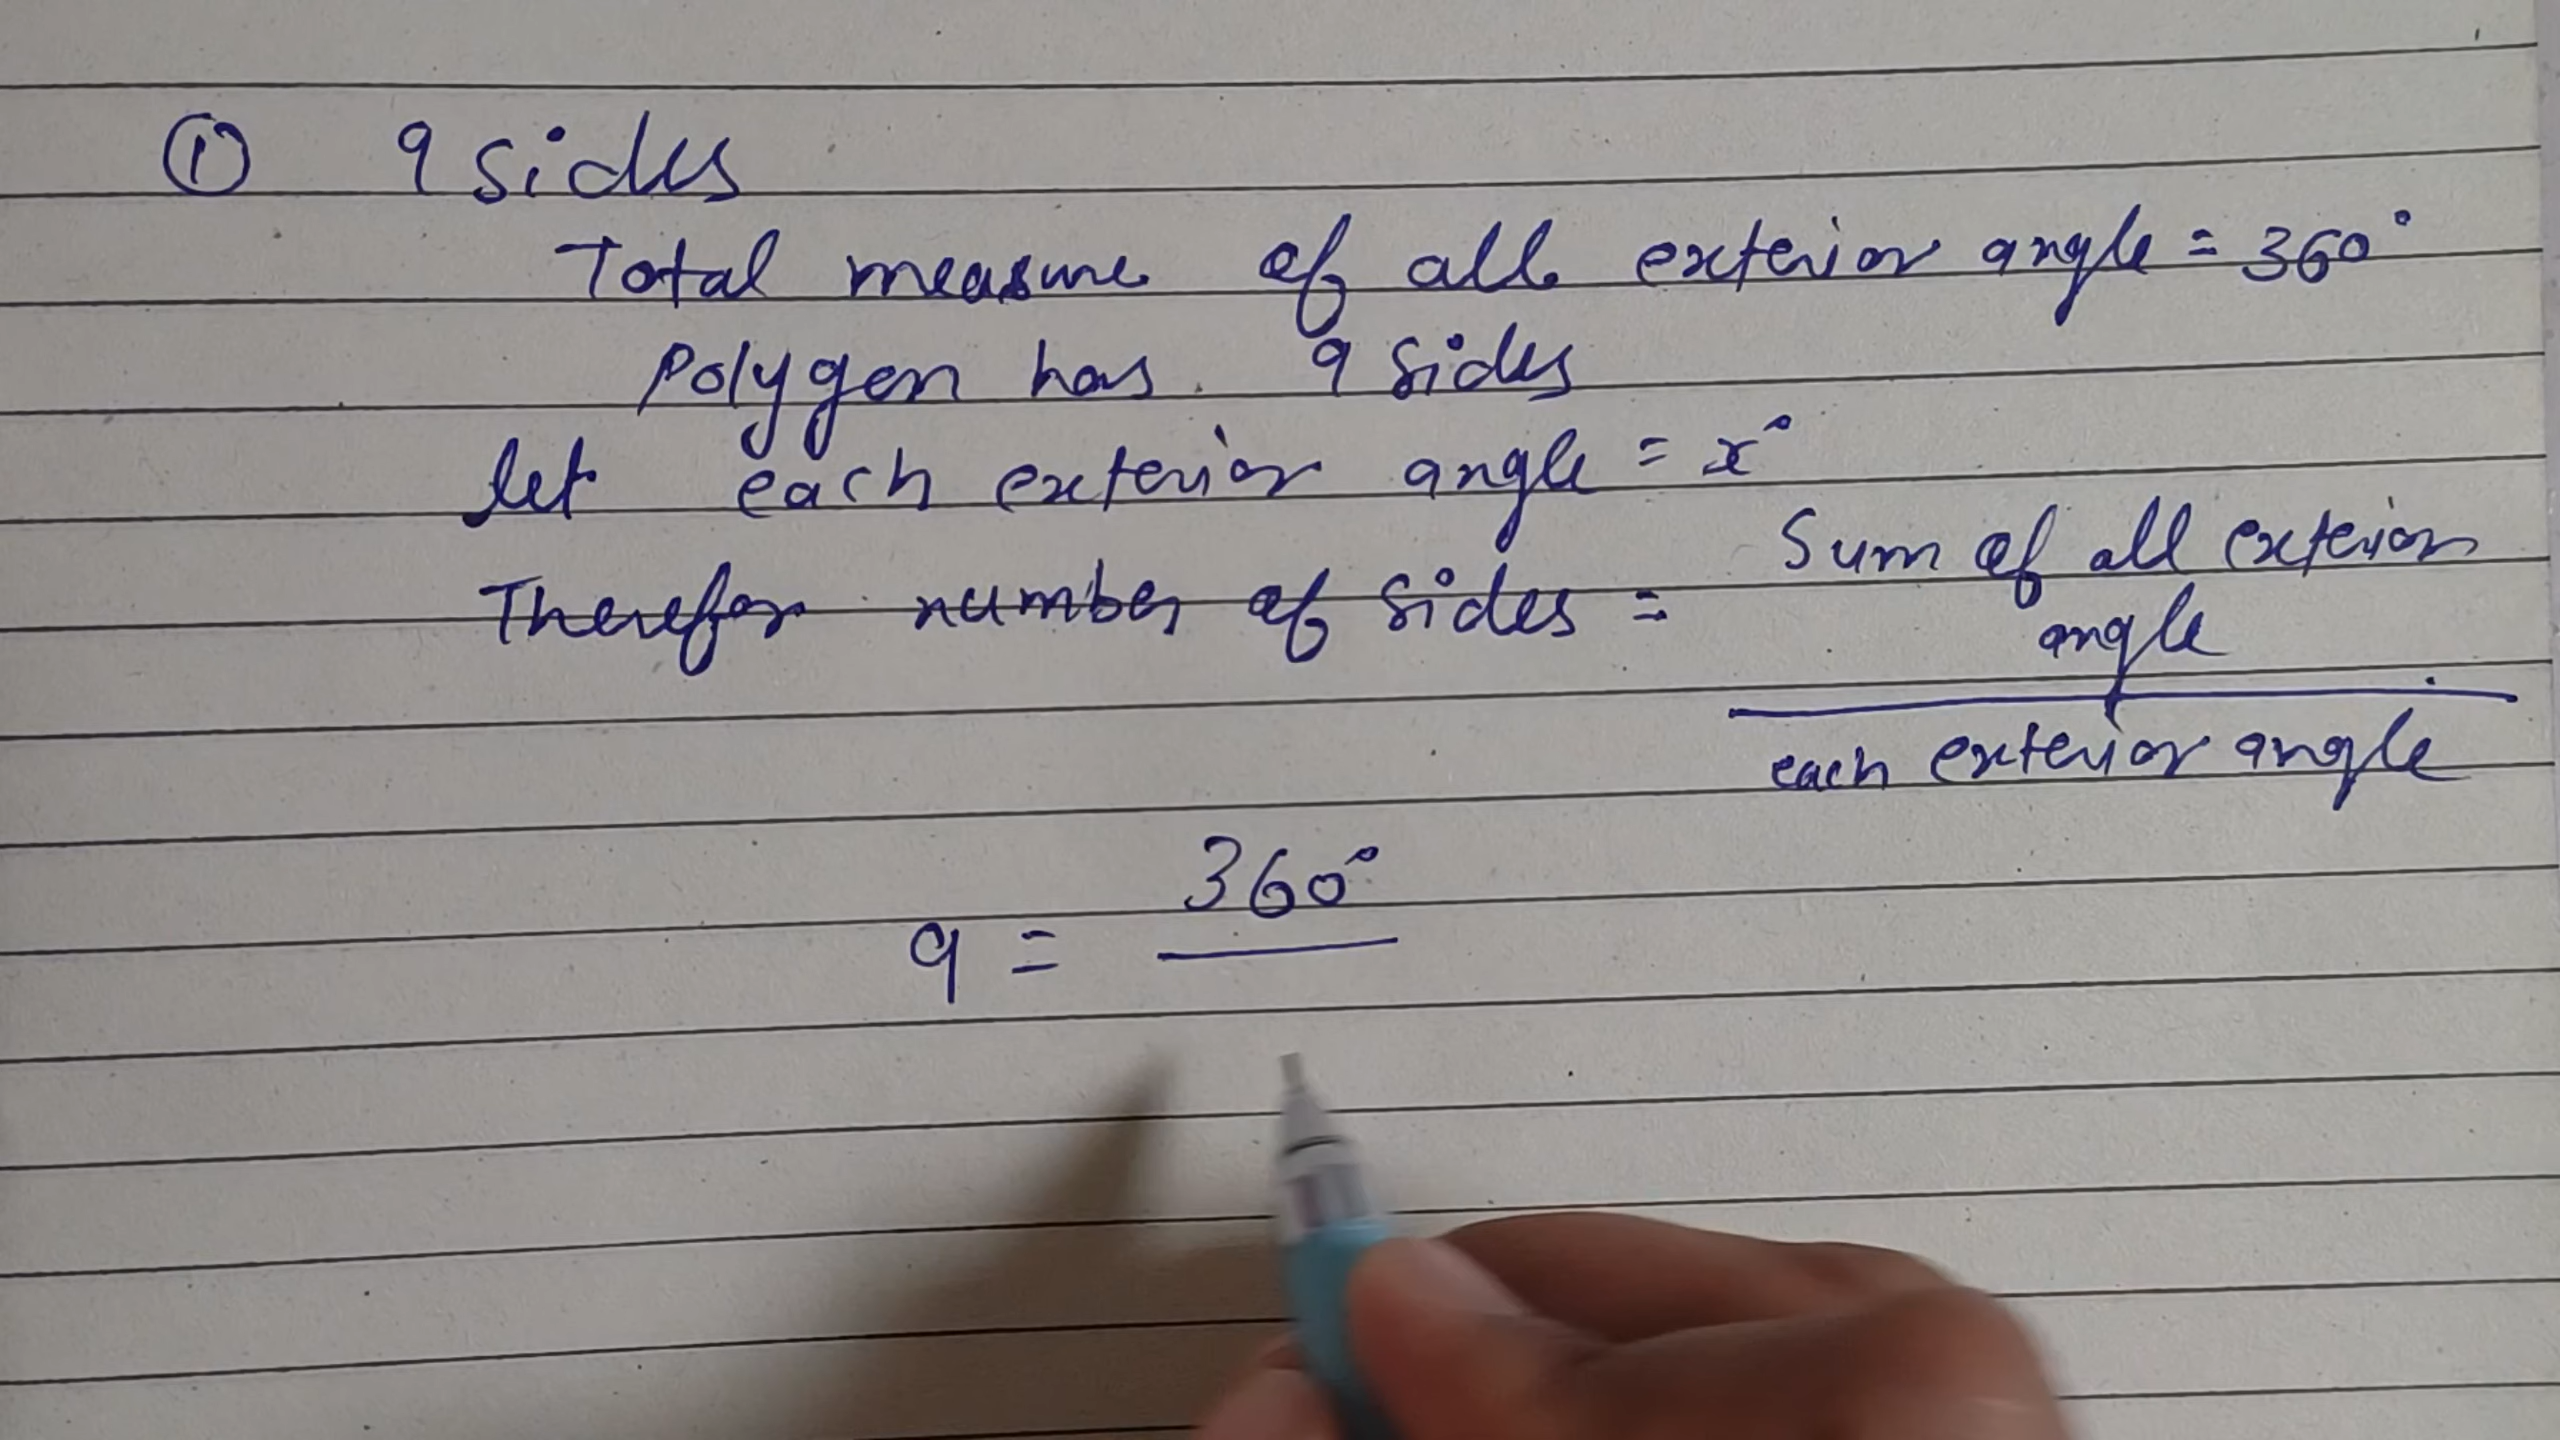 ① 9 sides
Total measure of all exterior angle = 360°
Polygen has 9 sides
let each exterior angle = x°
Therefor number of sides = Sum of all exterior
angle
each exterior angle
360°
9 =